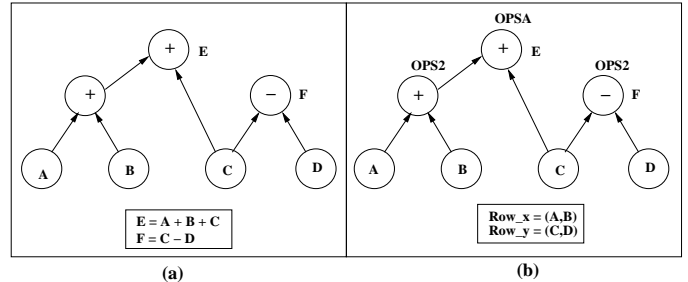 + E
+
− F
A
B
C
D
E = A + B + C
F = C − D
(a)
OPSA
+ E
OPS2
+
OPS2
− F
A
B
C
D
Row_x = (A,B)
Row_y = (C,D)
(b)